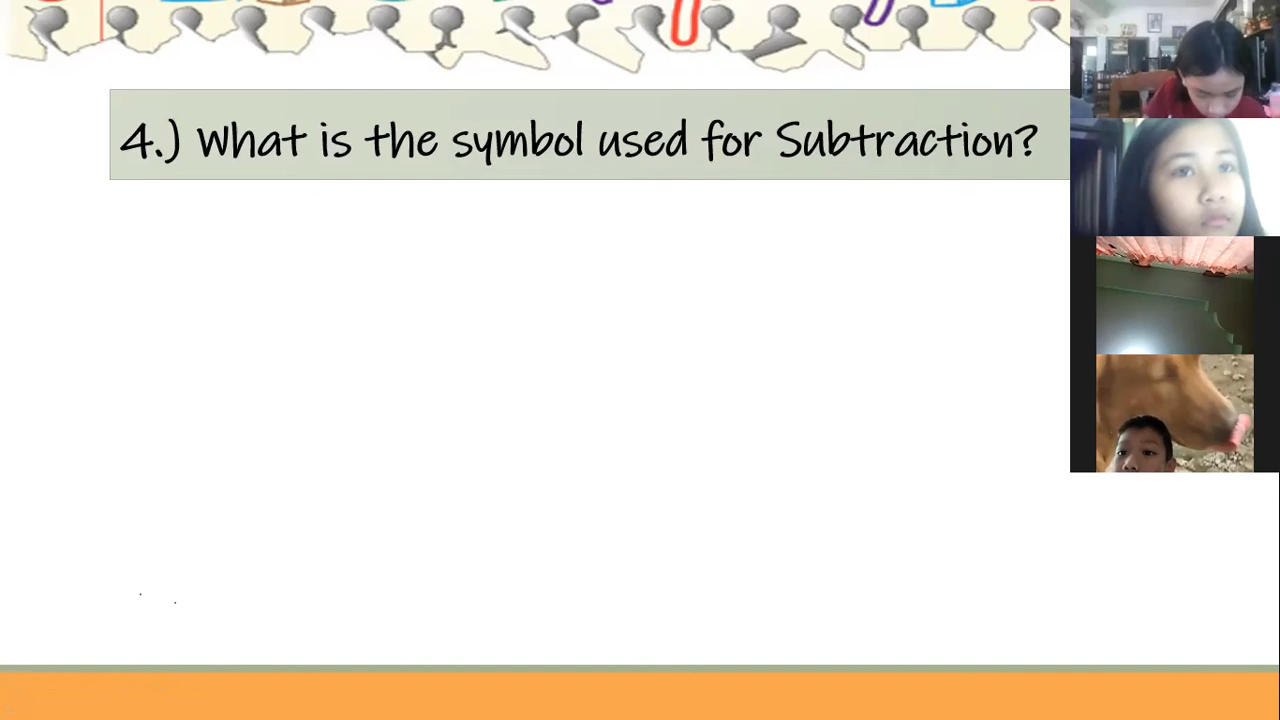 4.) What is the symbol used for Subtraction?